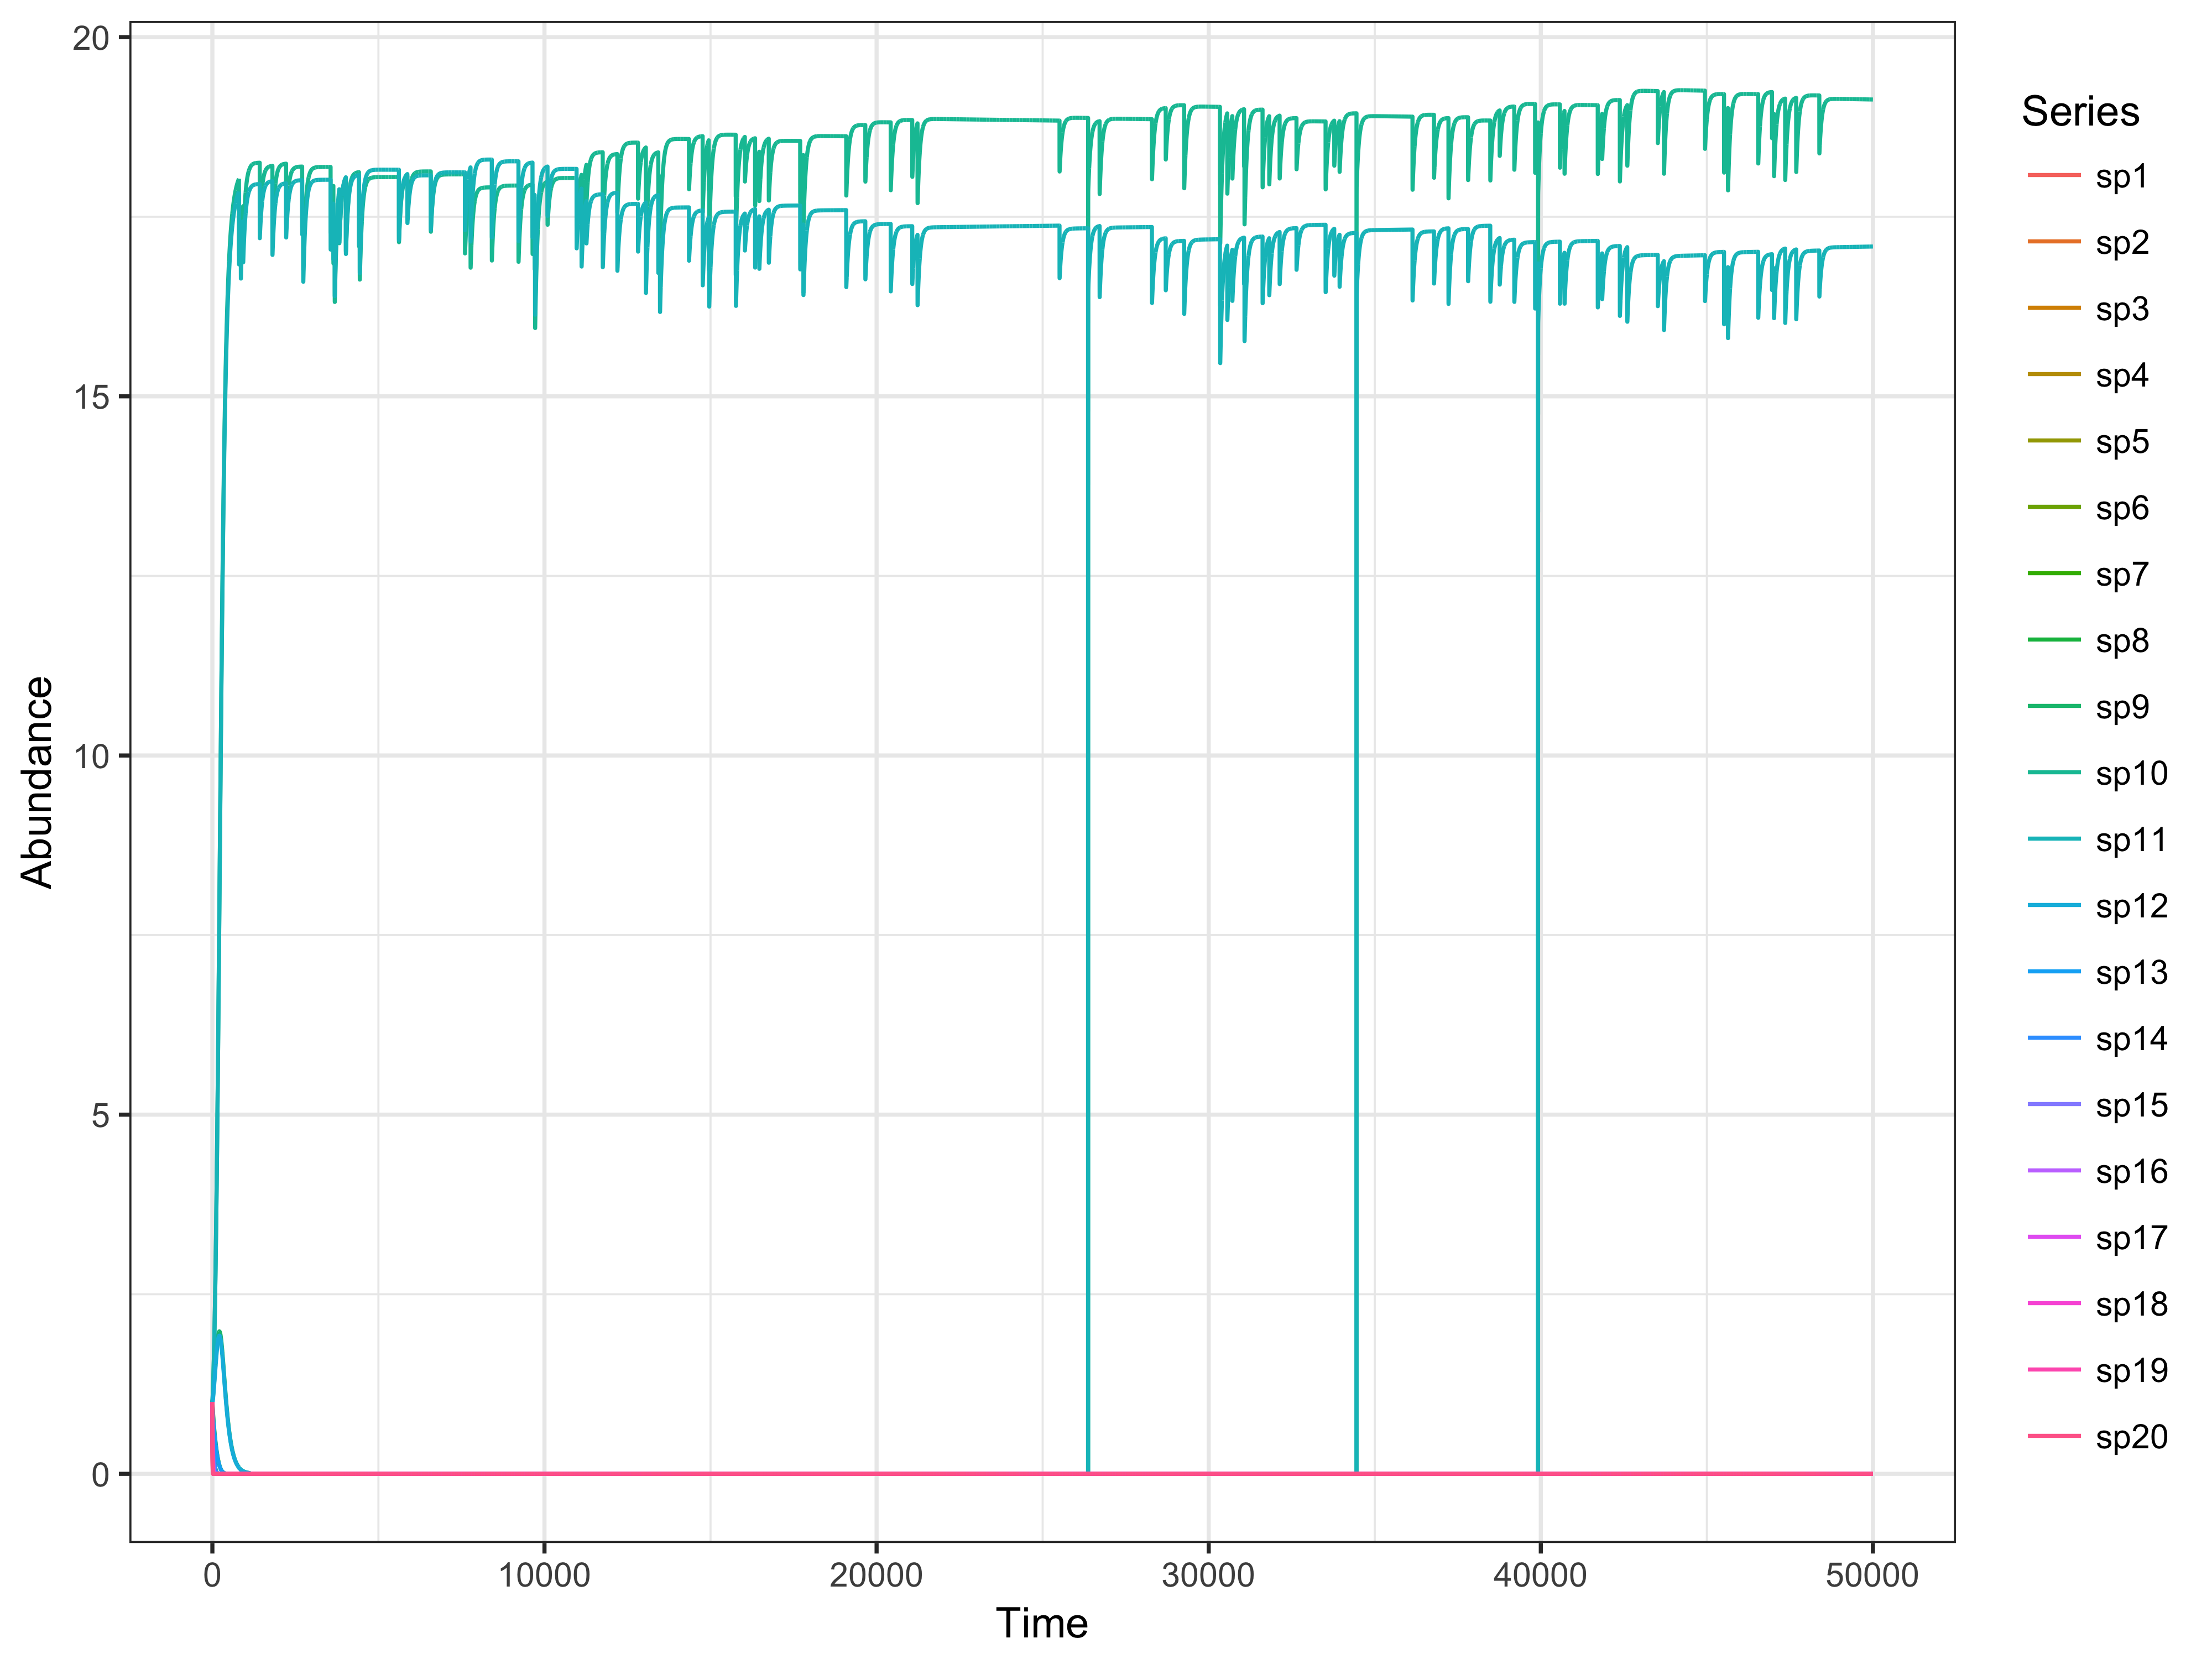 20
15
10
5
0
Abundance
0 10000 20000 30000 40000 50000
Time
Series
sp1
sp2
sp3
sp4
sp5
sp6
sp7
sp8
sp9
sp10
sp11
sp12
sp13
sp14
sp15
sp16
sp17
sp18
sp19
sp20